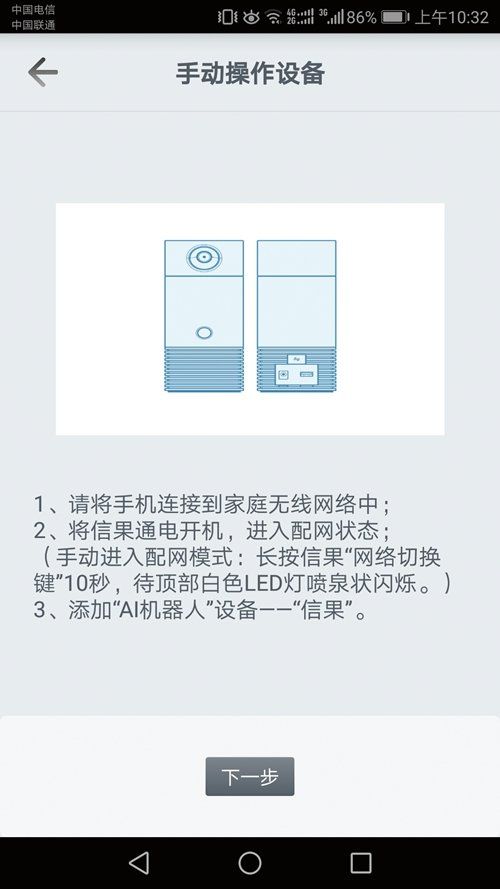 中国电信
中国联通
4G
2G
3G
86%
上午10:32
手动操作设备
1、请将手机连接到家庭无线网络中；
2、将信果通电开机，进入配网状态；
（手动进入配网模式：长按信果“网络切换
键”10秒，待顶部白色LED灯喷泉状闪烁。）
3、添加“AI机器人”设备——“信果”。
下一步